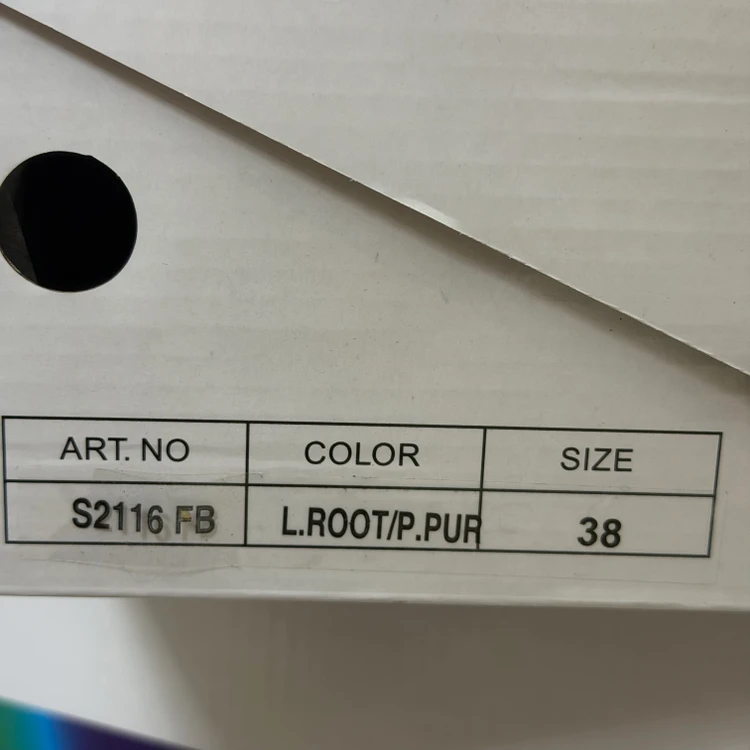 ART. NO COLOR SIZE
S2116 FB L.ROOT/P.PUR 38